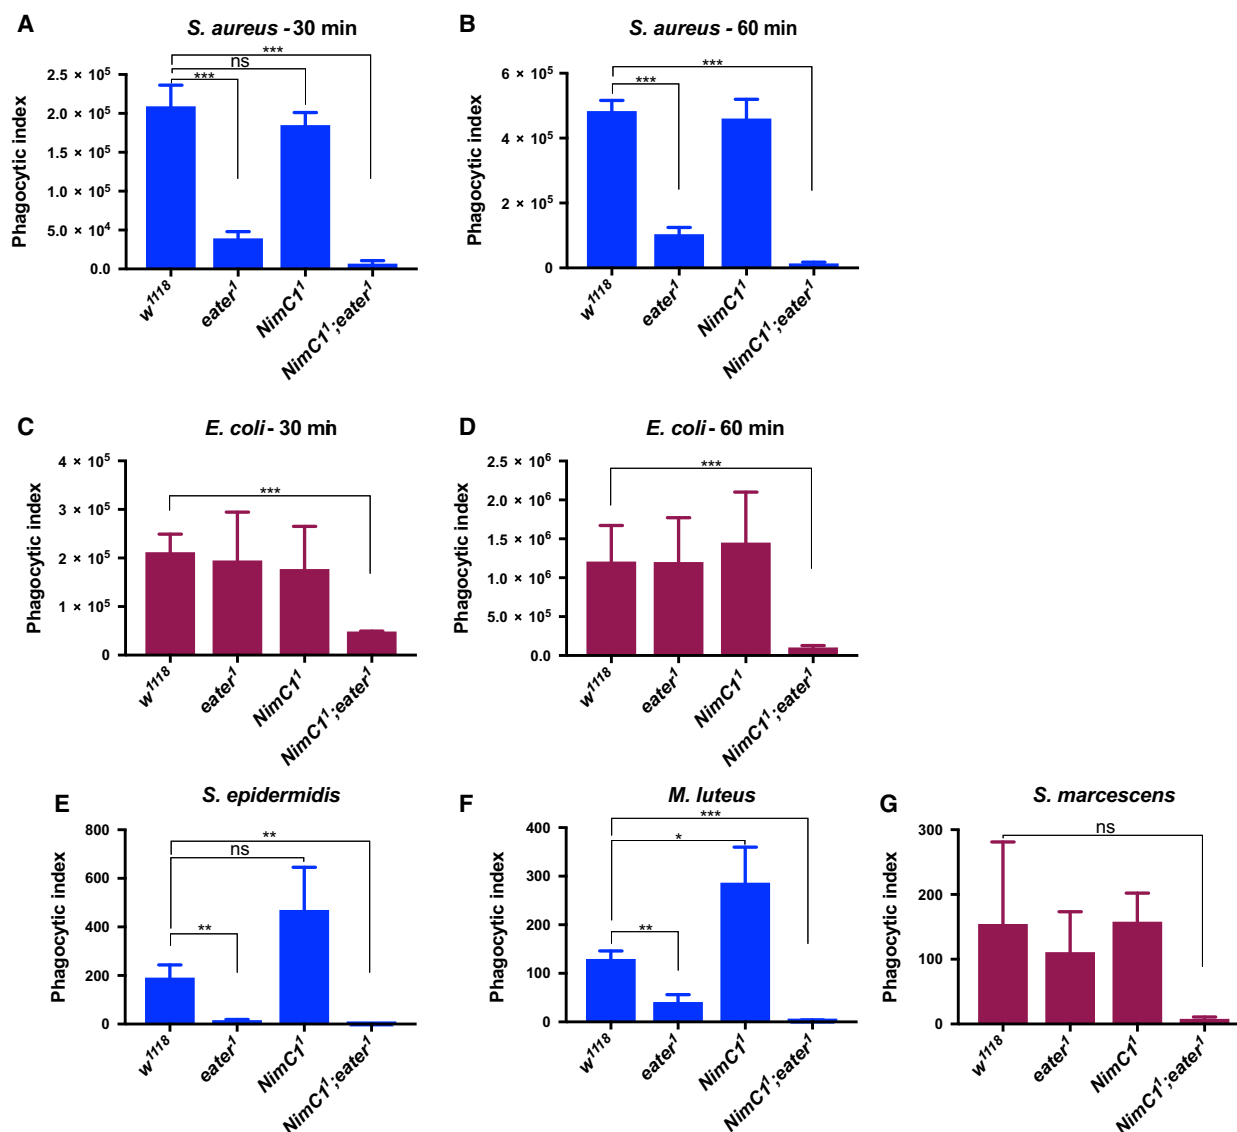 A
S. aureus - 30 min
***
ns
***
Phagocytic index
2.5 × 10⁵
2.0 × 10⁵
1.5 × 10⁵
1.0 × 10⁵
5.0 × 10⁴
0.0
w¹¹¹⁸
eater¹
NimC1¹
NimC1¹;eater¹
B
S. aureus - 60 min
***
***
Phagocytic index
6 × 10⁵
4 × 10⁵
2 × 10⁵
0
w¹¹¹⁸
eater¹
NimC1¹
NimC1¹;eater¹
C
E. coli - 30 min
***
Phagocytic index
4 × 10⁵
3 × 10⁵
2 × 10⁵
1 × 10⁵
0
w¹¹¹⁸
eater¹
NimC1¹
NimC1¹;eater¹
D
E. coli - 60 min
***
Phagocytic index
2.5 × 10⁶
2.0 × 10⁶
1.5 × 10⁶
1.0 × 10⁶
5.0 × 10⁵
0.0
w¹¹¹⁸
eater¹
NimC1¹
NimC1¹;eater¹
E
S. epidermidis
**
ns
**
Phagocytic index
800
600
400
200
0
w¹¹¹⁸
eater¹
NimC1¹
NimC1¹;eater¹
F
M. luteus
***
*
**
Phagocytic index
400
300
200
100
0
w¹¹¹⁸
eater¹
NimC1¹
NimC1¹;eater¹
G
S. marcescens
ns
Phagocytic index
300
200
100
0
w¹¹¹⁸
eater¹
NimC1¹
NimC1¹;eater¹